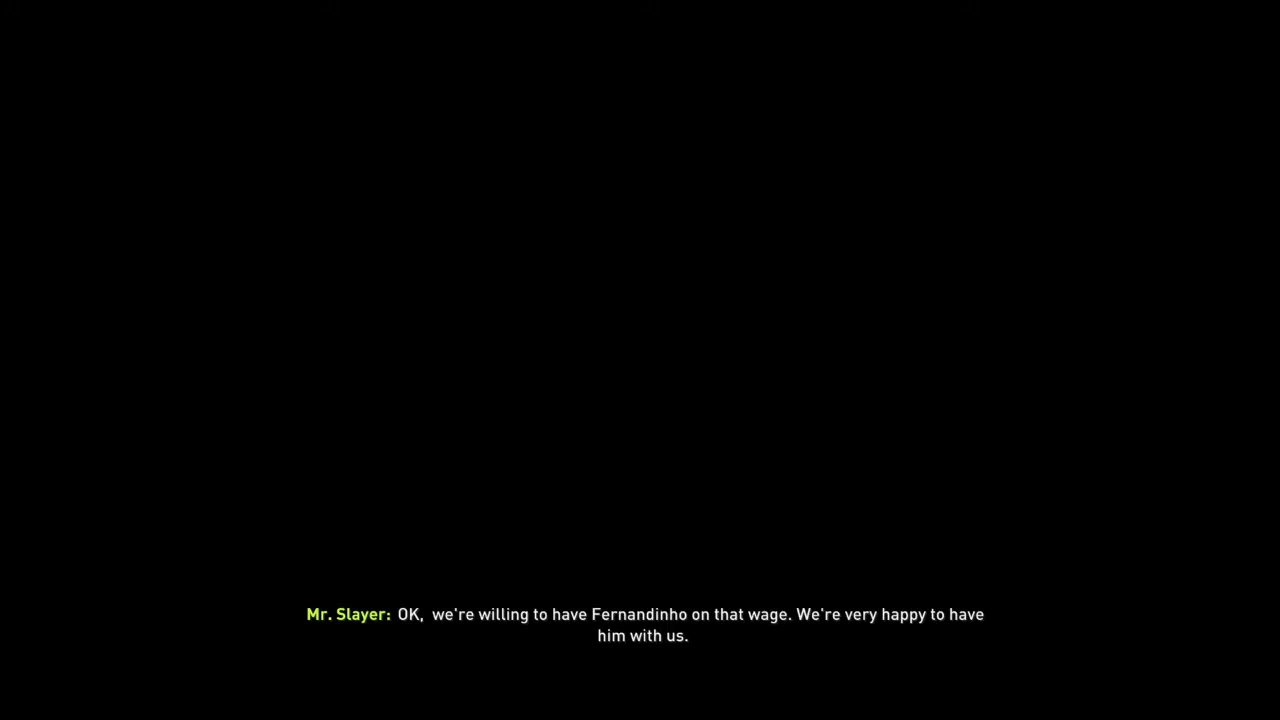 Mr. Slayer: OK,  we're willing to have Fernandinho on that wage. We're very happy to have
him with us.